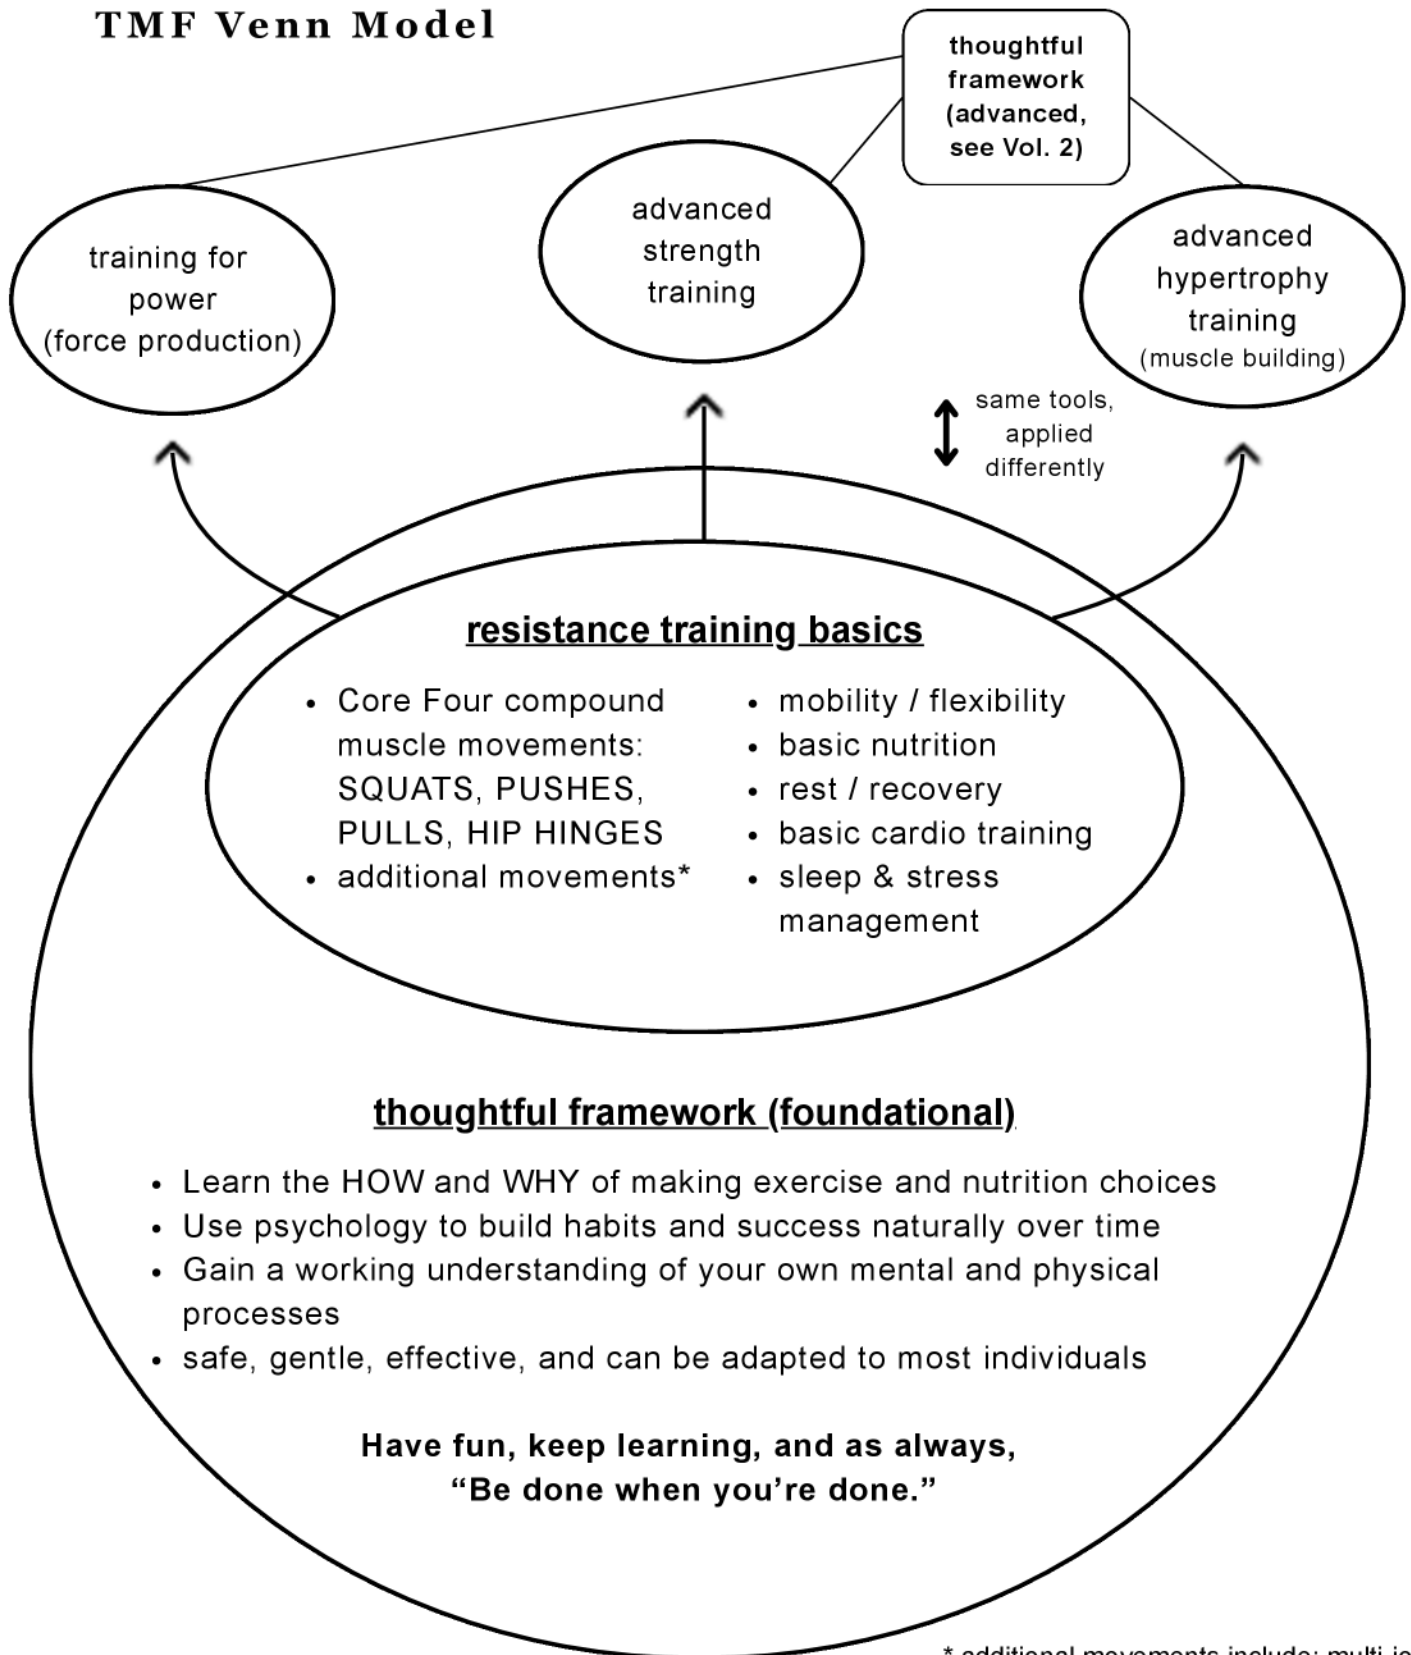 TMF Venn Model
thoughtful
framework
(advanced,
see Vol. 2)
training for
power
(force production)
advanced
strength
training
advanced
hypertrophy
training
(muscle building)
same tools,
applied
differently
resistance training basics
• Core Four compound
muscle movements:
SQUATS, PUSHES,
PULLS, HIP HINGES
• additional movements*
• mobility / flexibility
• basic nutrition
• rest / recovery
• basic cardio training
• sleep & stress
management
thoughtful framework (foundational)
• Learn the HOW and WHY of making exercise and nutrition choices
• Use psychology to build habits and success naturally over time
• Gain a working understanding of your own mental and physical
processes
• safe, gentle, effective, and can be adapted to most individuals
Have fun, keep learning, and as always,
“Be done when you’re done.”
* additional movements include: multi-jo